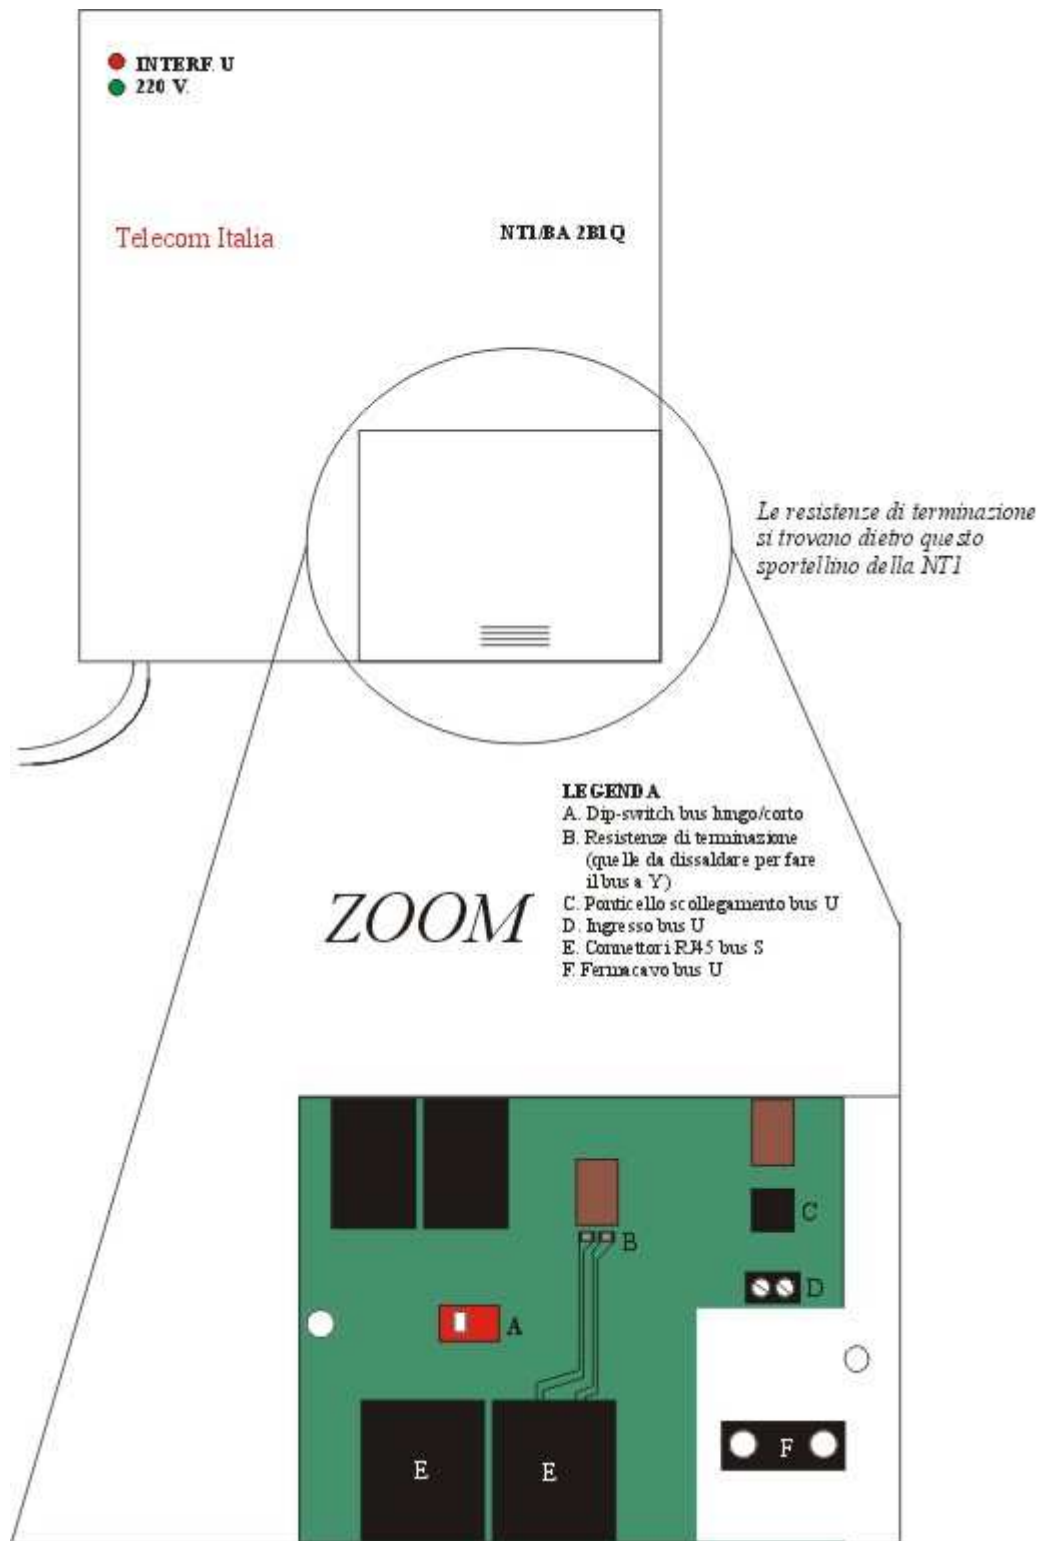 INTERF. U
220 V.
Telecom Italia
NT1/BA 2B1Q
Le resistenze di terminazione
si trovano dietro questo
sportellino della NT1
LEGENDA
A. Dip-switch bus lungo/corto
B. Resistenze di terminazione
(quelle da dissaldare per fare
il bus a Y)
C. Ponticello scollegamento bus U
D. Ingresso bus U
E. Connettori RJ45 bus S
F. Fermacavo bus U
ZOOM
C
B
D
A
F
E
E